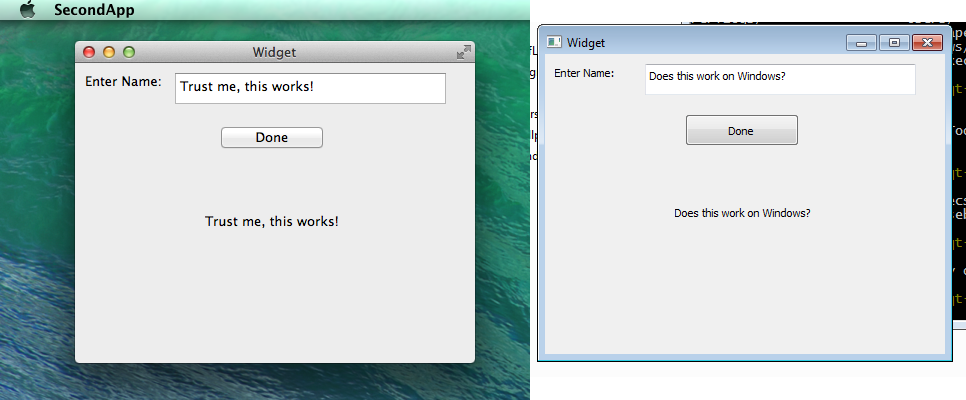 SecondApp
Widget
Enter Name:
Trust me, this works!
Done
Trust me, this works!
Widget
Enter Name:
Does this work on Windows?
Done
Does this work on Windows?